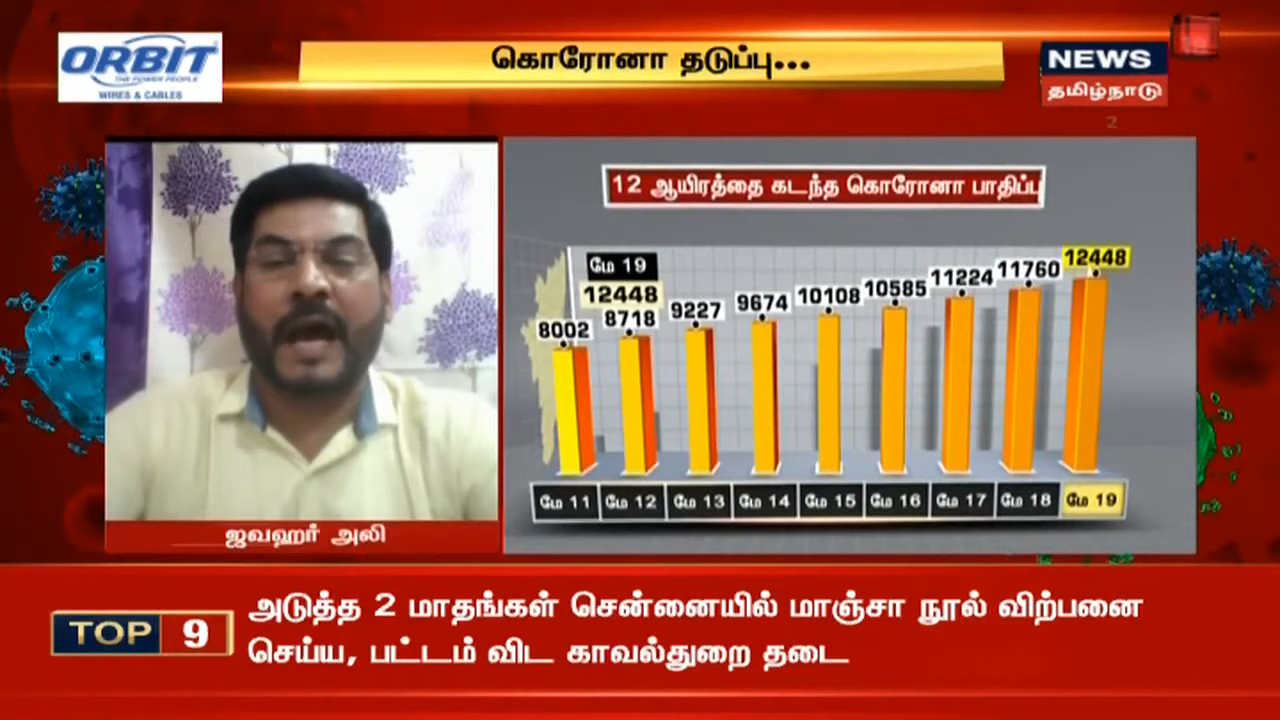 ORBIT
THE POWER PEOPLE
WIRES & CABLES
கொரோனா தடுப்பு...
NEWS
தமிழ்நாடு
2
12 ஆயிரத்தை கடந்த கொரோனா பாதிப்பு
மே 19
12448
8002
8718
9227
9674
10108
10585
11224
11760
12448
மே 11
மே 12
மே 13
மே 14
மே 15
மே 16
மே 17
மே 18
மே 19
ஜவஹர் அலி
TOP 9
அடுத்த 2 மாதங்கள் சென்னையில் மாஞ்சா நூல் விற்பனை
செய்ய, பட்டம் விட காவல்துறை தடை